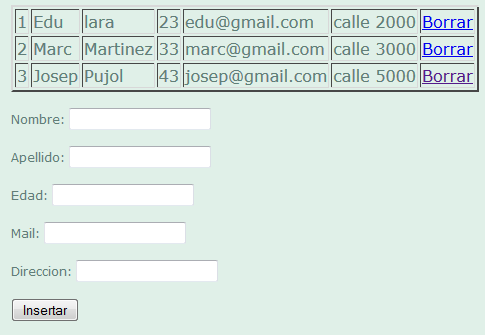 1 Edu lara 23 edu@gmail.com calle 2000 Borrar
2 Marc Martinez 33 marc@gmail.com calle 3000 Borrar
3 Josep Pujol 43 josep@gmail.com calle 5000 Borrar
Nombre:
Apellido:
Edad:
Mail:
Direccion:
Insertar